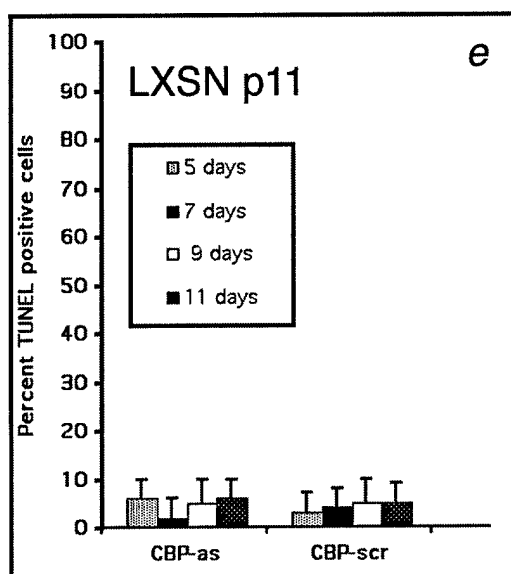 e
LXSN p11
5 days
7 days
9 days
11 days
Percent TUNEL positive cells
100
90
80
70
60
50
40
30
20
10
0
CBP-as
CBP-scr